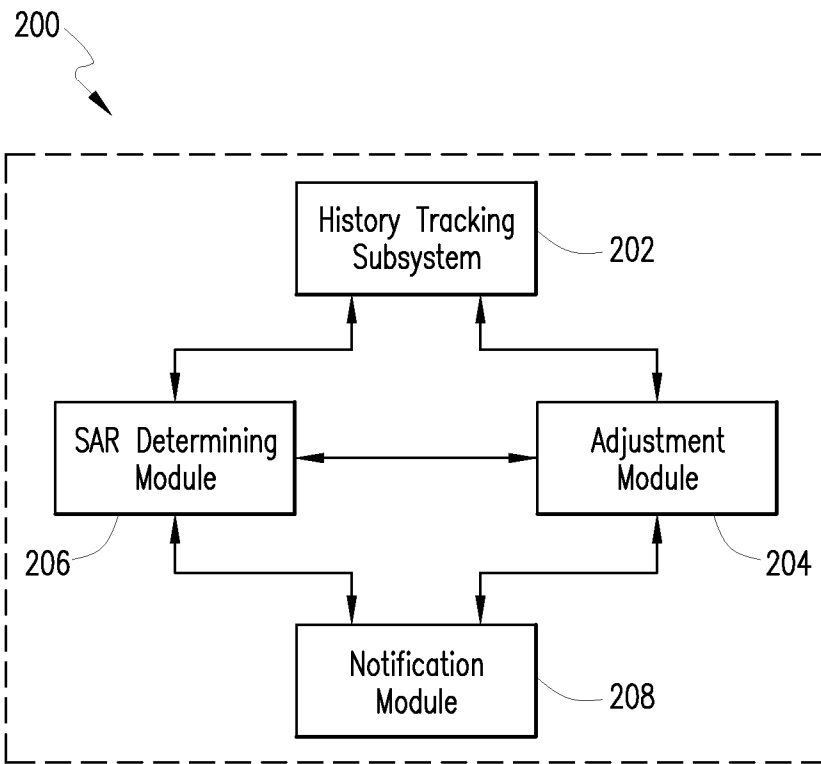 200
History Tracking
Subsystem
202
SAR Determining
Module
Adjustment
Module
206
204
Notification
Module
208